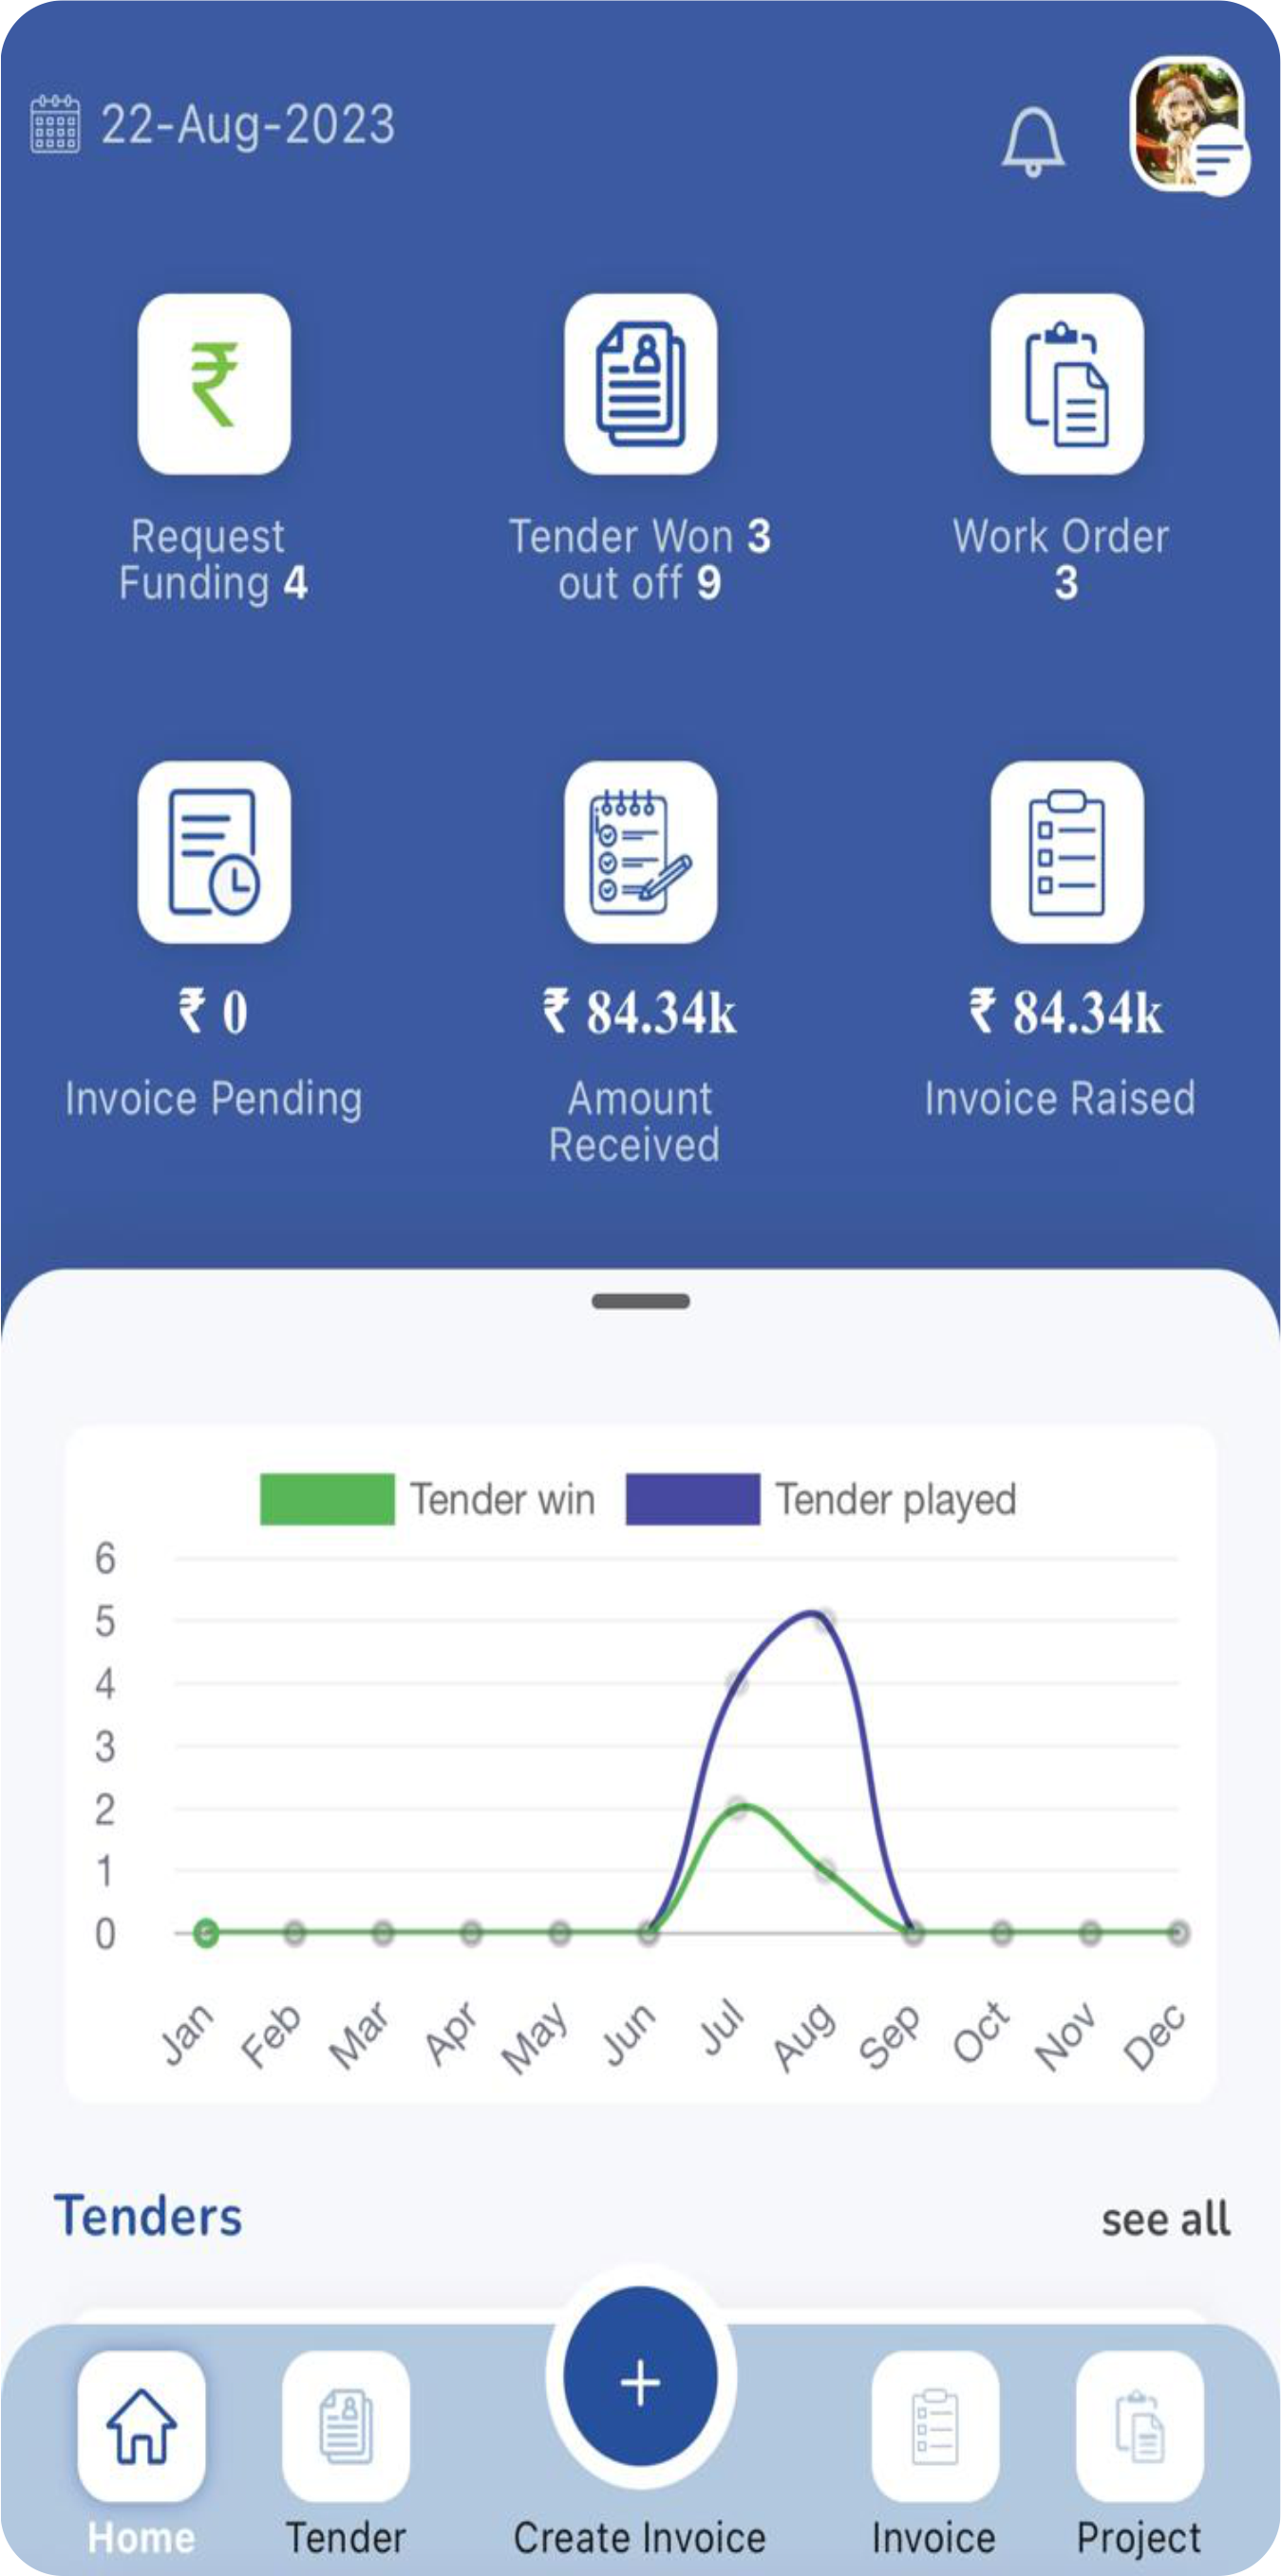 22-Aug-2023
₹
Request
Funding 4
Tender Won 3
out off 9
Work Order
3
₹ 0
Invoice Pending
₹ 84.34k
Amount
Received
₹ 84.34k
Invoice Raised
Tender win
Tender played
6
5
4
3
2
1
0
Jan
Feb
Mar
Apr
May
Jun
Jul
Aug
Sep
Oct
Nov
Dec
Tenders
see all
+
Home
Tender
Create Invoice
Invoice
Project